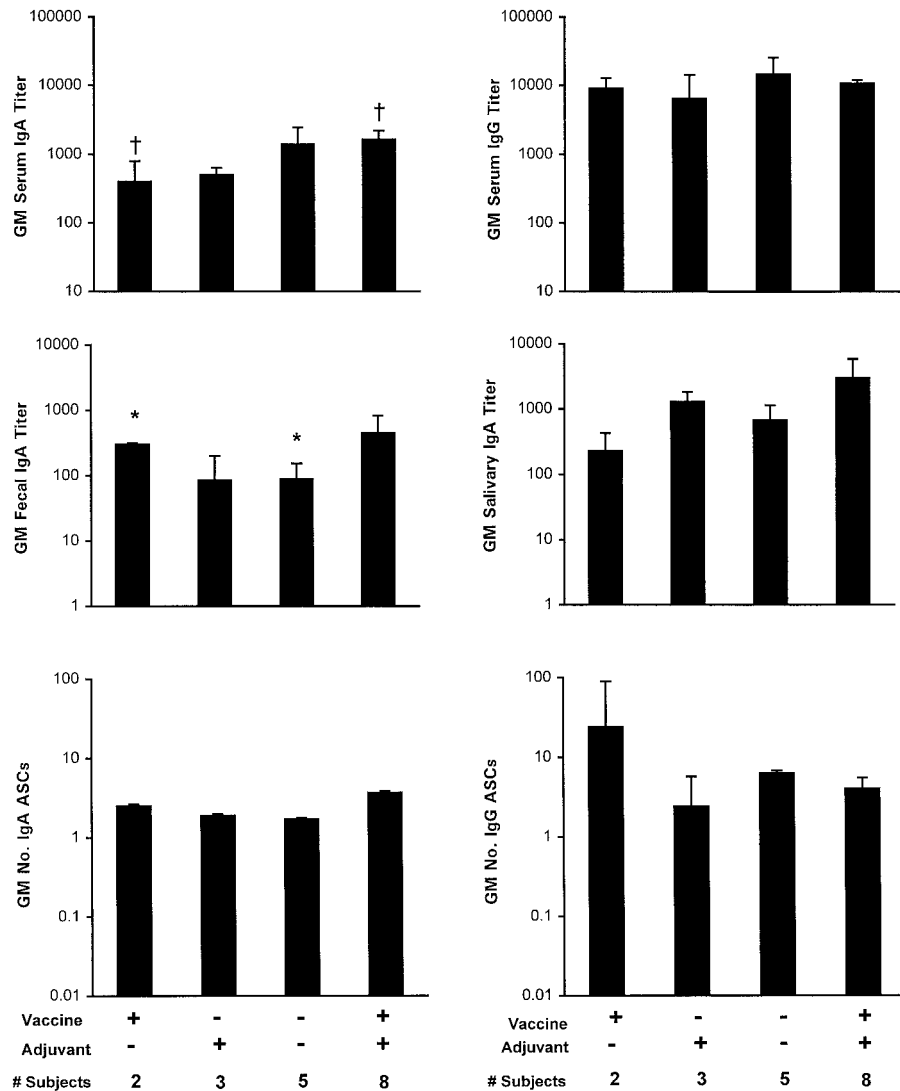 GM Serum IgA Titer
100000
10000
1000
100
10
†
†
GM Serum IgG Titer
100000
10000
1000
100
10
GM Fecal IgA Titer
10000
1000
100
10
1
*
*
GM Salivary IgA Titer
10000
1000
100
10
1
GM No. IgA ASCs
100
10
1
0.1
0.01
GM No. IgG ASCs
100
10
1
0.1
0.01
Vaccine + - - +
Adjuvant - + - +
# Subjects 2 3 5 8
Vaccine + - - +
Adjuvant - + - +
# Subjects 2 3 5 8